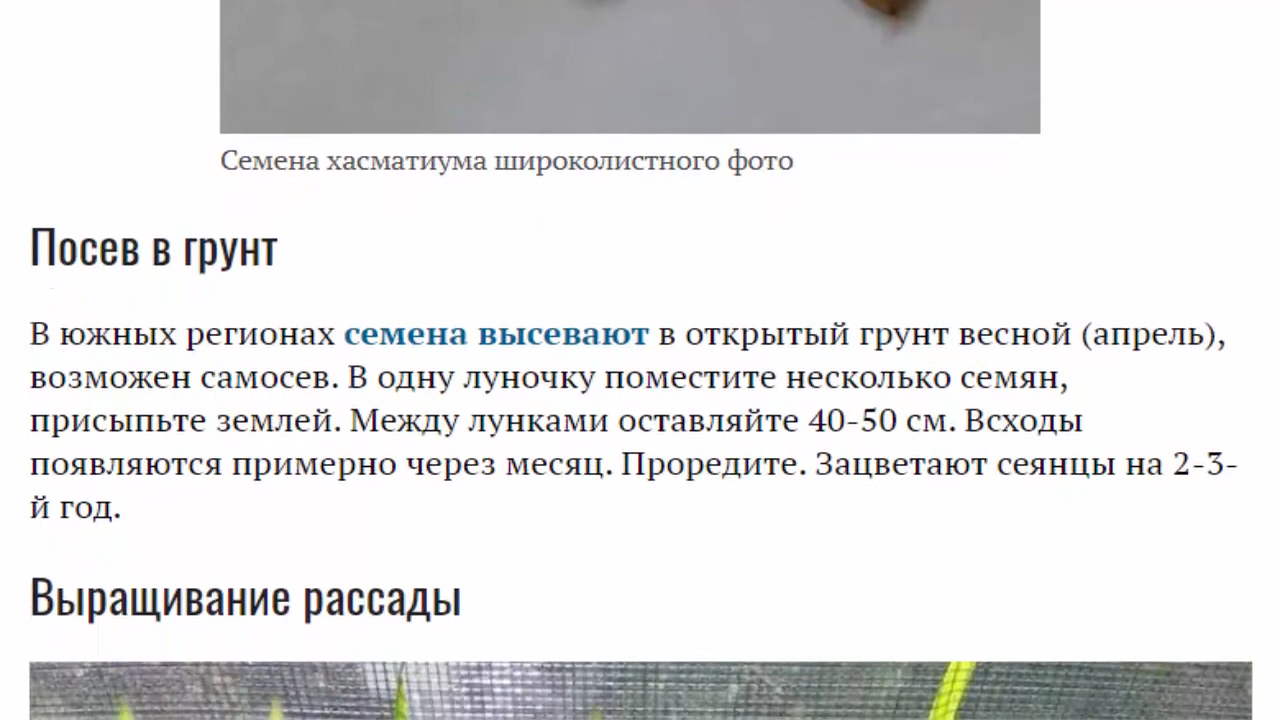 Семена хасматиума широколистного фото
Посев в грунт
В южных регионах семена высевают в открытый грунт весной (апрель),
возможен самосев. В одну луночку поместите несколько семян,
присыпьте землей. Между лунками оставляйте 40-50 см. Всходы
появляются примерно через месяц. Проредите. Зацветают сеянцы на 2-3-
й год.
Выращивание рассады